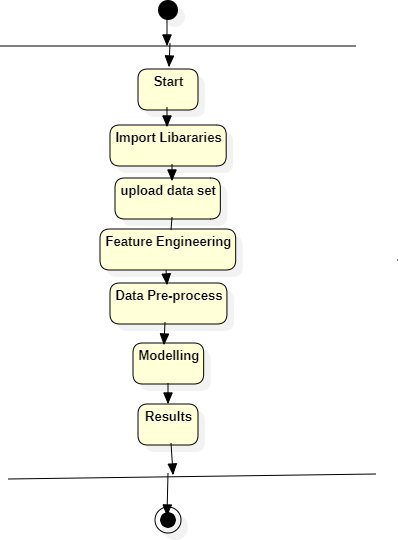 Start
Import Libararies
upload data set
Feature Engineering
Data Pre-process
Modelling
Results